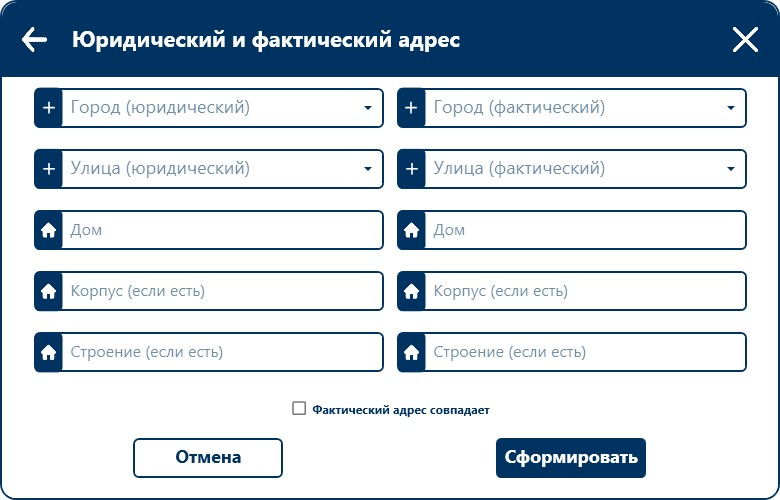 Юридический и фактический адрес
Город (юридический)
Город (фактический)
Улица (юридический)
Улица (фактический)
Дом
Дом
Корпус (если есть)
Корпус (если есть)
Строение (если есть)
Строение (если есть)
Фактический адрес совпадает
Отмена
Сформировать